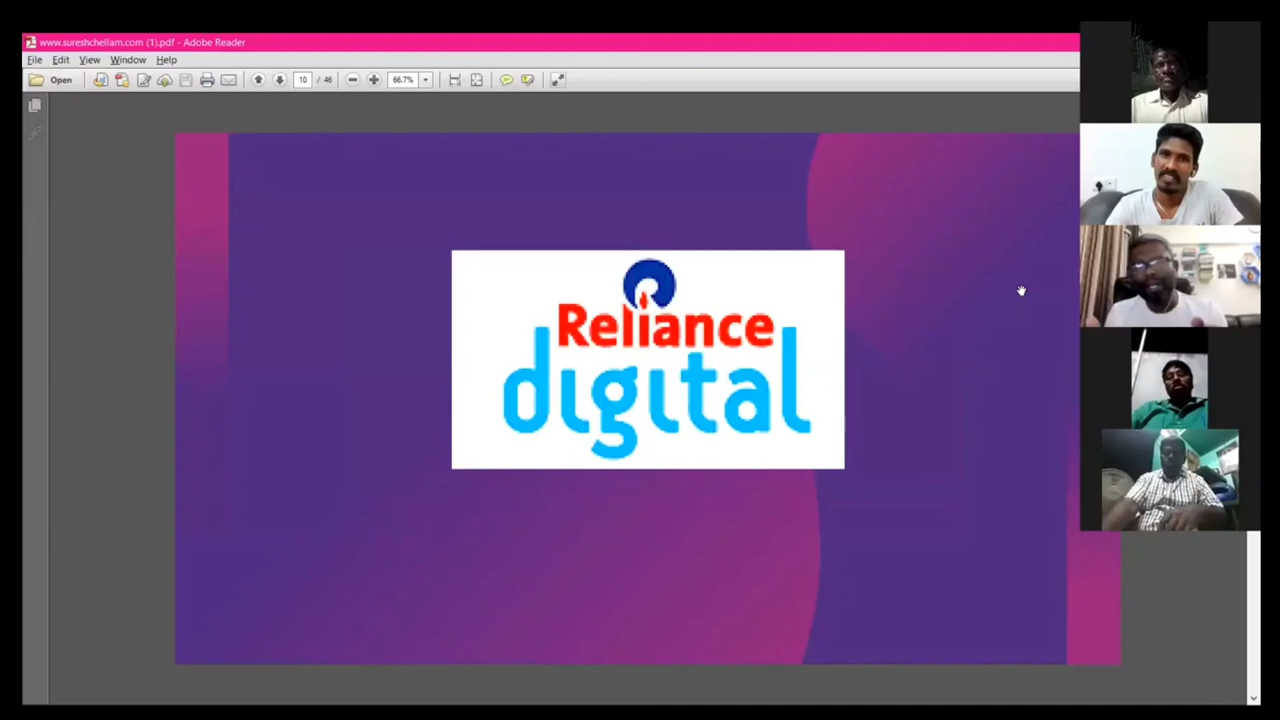 www.sureshchellam.com (1).pdf - Adobe Reader
File Edit View Window Help
Open 10 / 46 66.7%
Reliance
digital